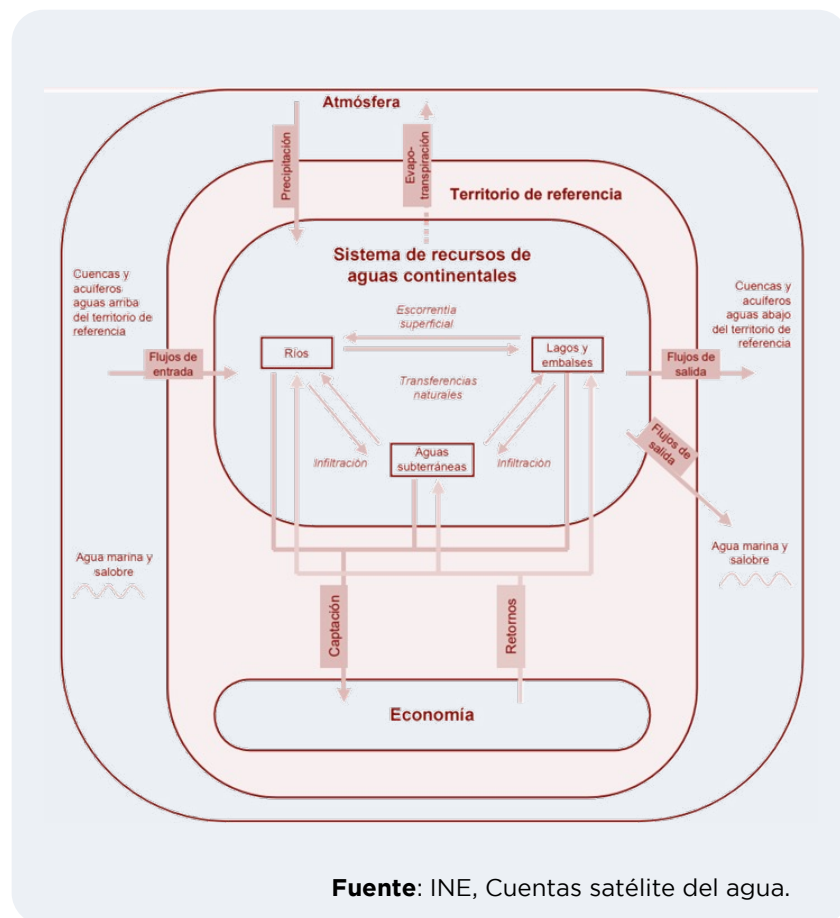 Atmósfera
Precipitación
Evapo-
transpiración
Territorio de referencia
Sistema de recursos de
aguas continentales
Cuencas y
acuíferos
aguas arriba
del territorio de
referencia
Cuencas y
acuíferos
aguas abajo
del territorio de
referencia
Escorrentía
superficial
Ríos
Lagos y
embalses
Flujos de
entrada
Flujos de
salida
Transferencias
naturales
Flujos de
salida
Infiltración
Aguas
subterráneas
Infiltración
Agua marina y
salobre
Agua marina y
salobre
Captación
Retornos
Economía
Fuente: INE, Cuentas satélite del agua.